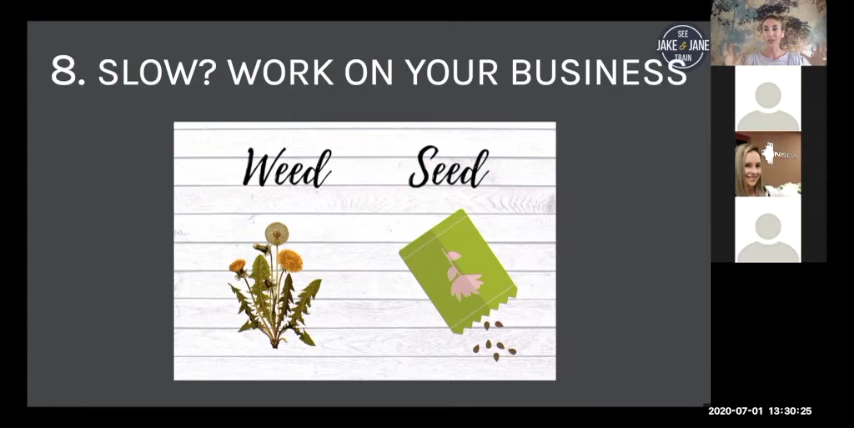 8. SLOW? WORK ON YOUR BUSINESS
SEE
JAKE & JANE
TRAIN
Weed Seed
2020-07-01 13:30:25